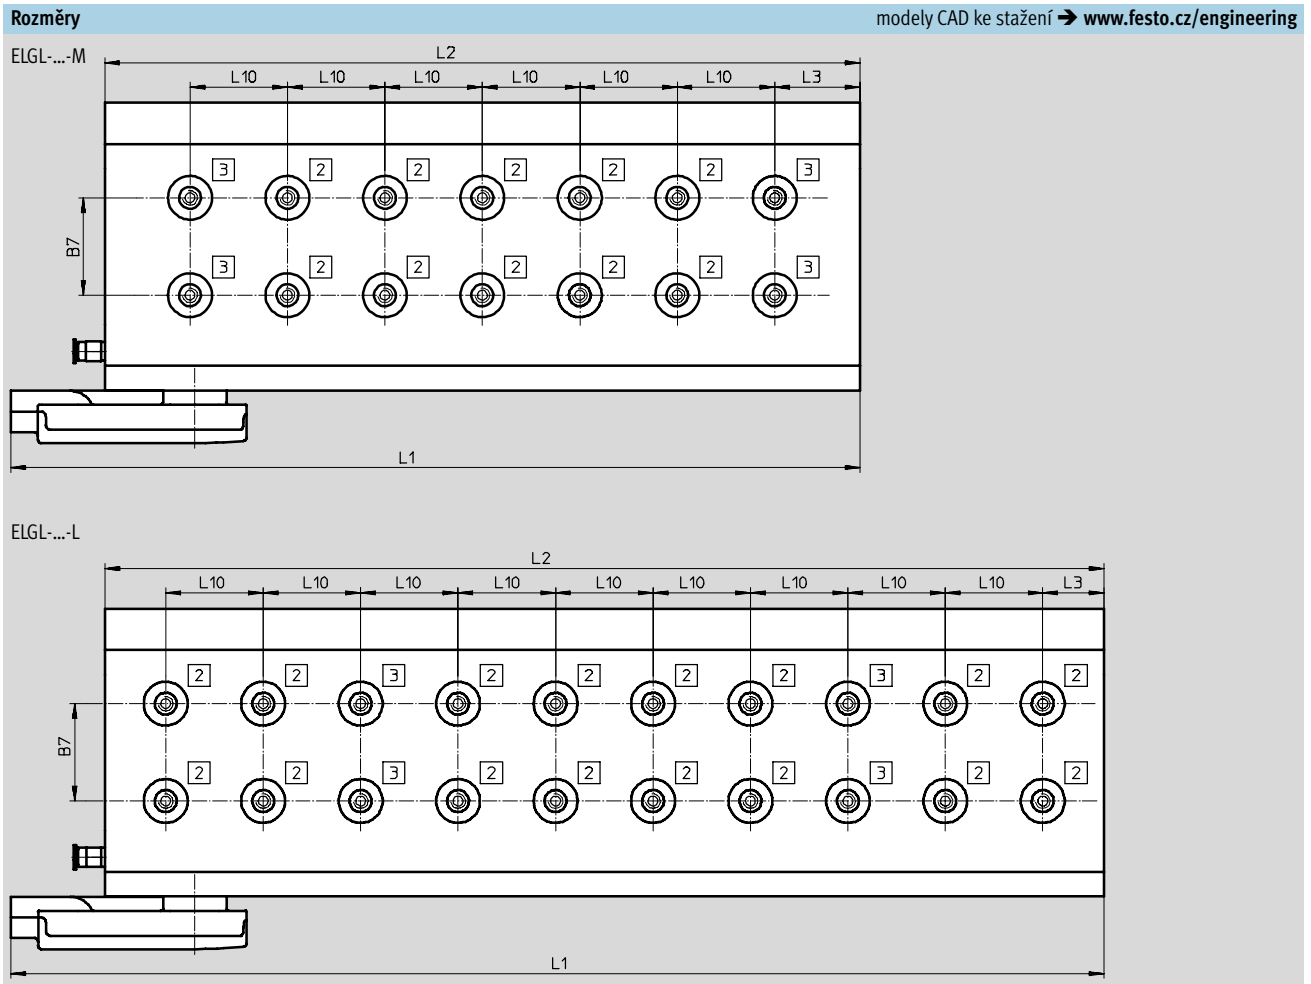 Rozměry modely CAD ke stažení ➔ www.festo.cz/engineering
ELGL-...-M
L2
L10 L10 L10 L10 L10 L10 L3
3 2 2 2 2 2 3
B7
3 2 2 2 2 2 3
L1
ELGL-...-L
L2
L10 L10 L10 L10 L10 L10 L10 L10 L10 L3
2 2 3 2 2 2 2 3 2 2
B7
2 2 3 2 2 2 2 3 2 2
L1